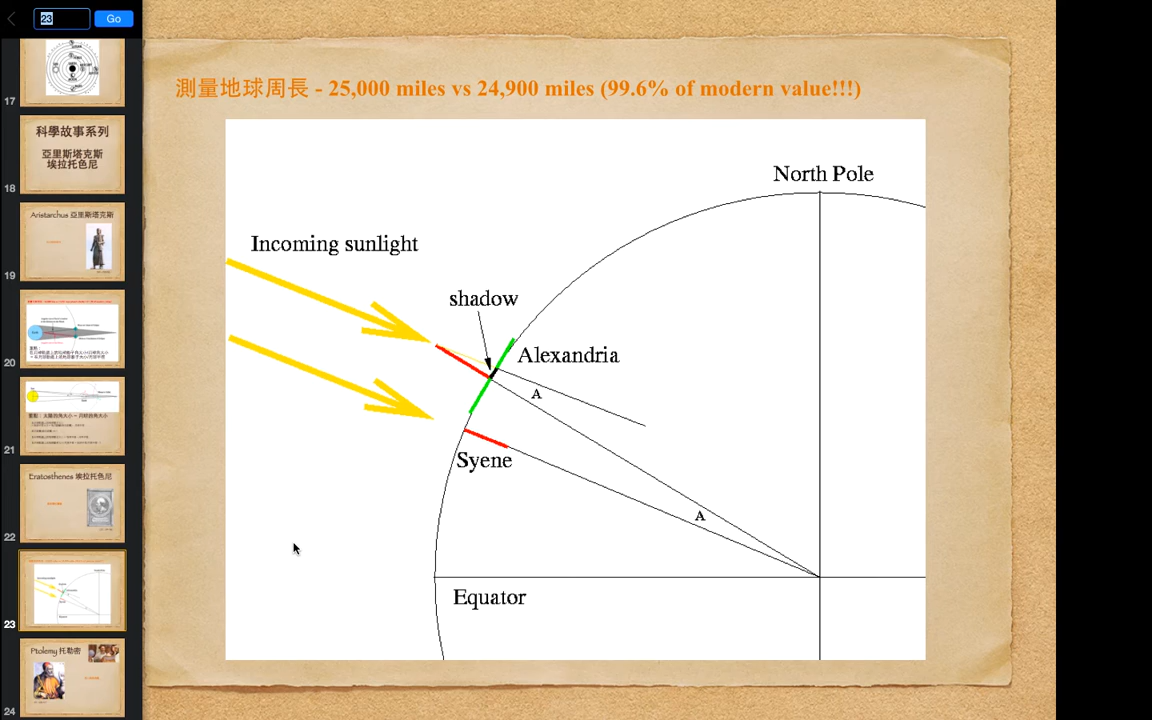 23
Go
17
科學故事系列
亞里斯塔克斯
埃拉托色尼
18
Aristarchus 亞里斯塔克斯
19
20
21
Eratosthenes 埃拉托色尼
22
23
Ptolemy 托勒密
24
測量地球周長 - 25,000 miles vs 24,900 miles (99.6% of modern value!!!)
North Pole
Incoming sunlight
shadow
Alexandria
A
Syene
A
Equator